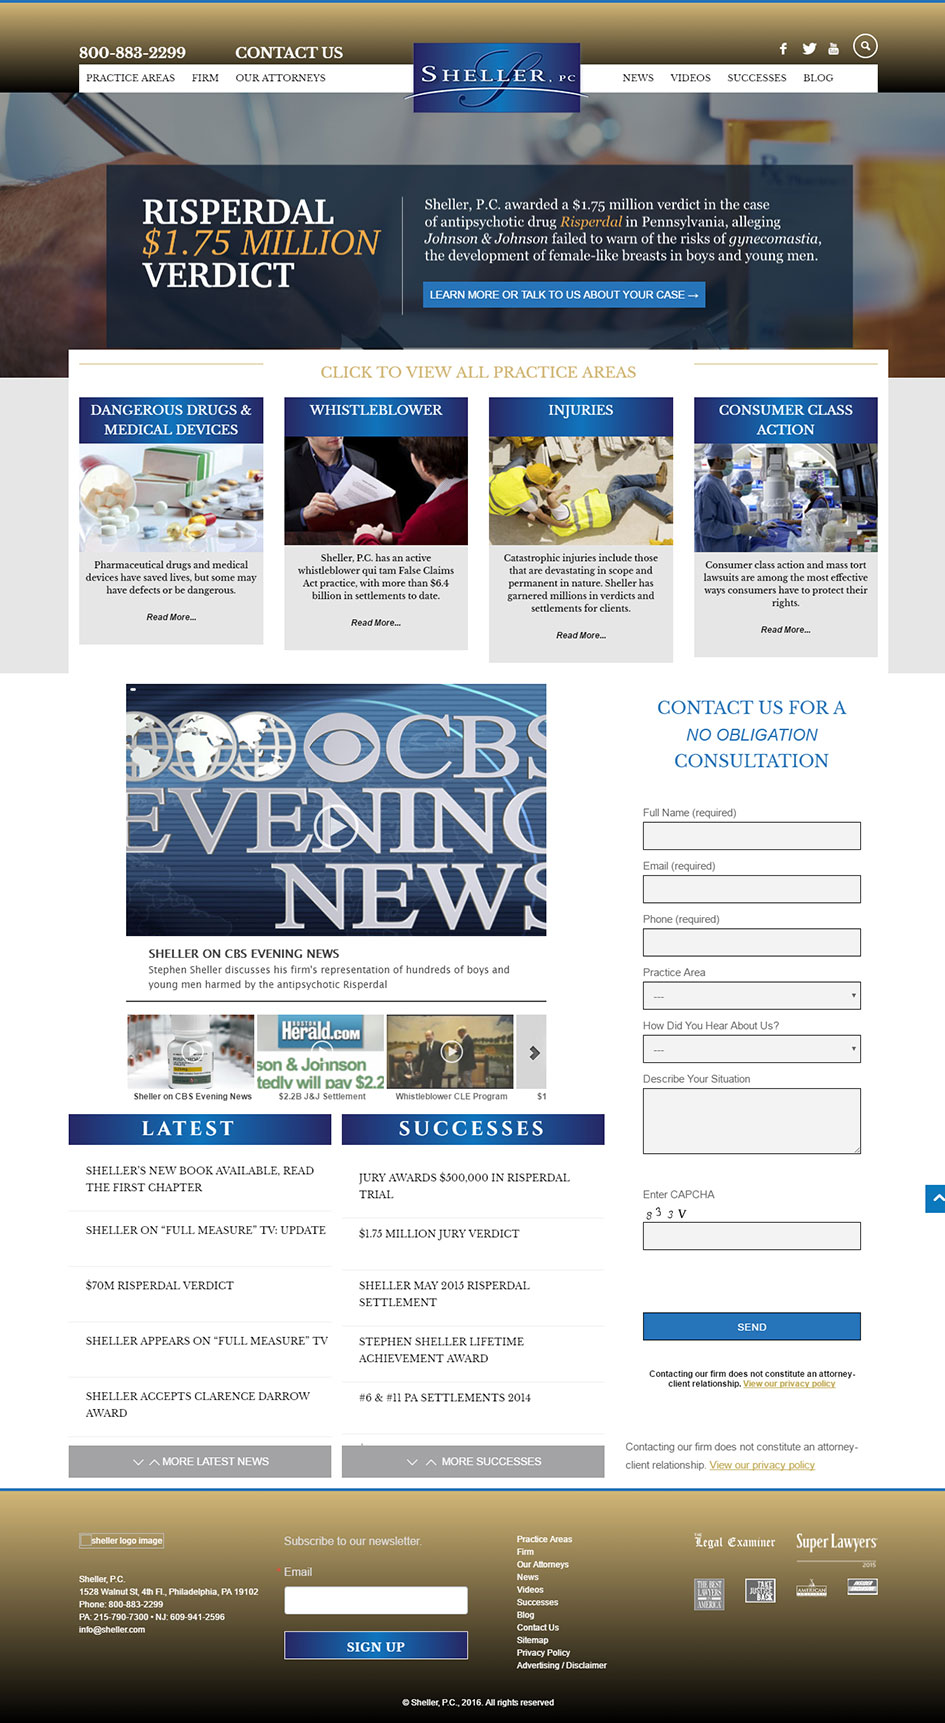 800-883-2299
CONTACT US
PRACTICE AREAS FIRM OUR ATTORNEYS
SHELLER, PC
NEWS VIDEOS SUCCESSES BLOG
RISPERDAL
$1.75 MILLION
VERDICT
Sheller, P.C. awarded a $1.75 million verdict in the case
of antipsychotic drug Risperdal in Pennsylvania, alleging
Johnson & Johnson failed to warn of the risks of gynecomastia,
the development of female-like breasts in boys and young men.
LEARN MORE OR TALK TO US ABOUT YOUR CASE →
CLICK TO VIEW ALL PRACTICE AREAS
DANGEROUS DRUGS &
MEDICAL DEVICES
Pharmaceutical drugs and medical
devices have saved lives, but some may
have defects or be dangerous.
Read More...
WHISTLEBLOWER
Sheller, P.C. has an active
whistleblower qui tam False Claims
Act practice, with more than $6.4
billion in settlements to date.
Read More...
INJURIES
Catastrophic injuries include those
that are devastating in scope and
permanent in nature. Sheller has
garnered millions in verdicts and
settlements for clients.
Read More...
CONSUMER CLASS
ACTION
Consumer class action and mass tort
lawsuits are among the most effective
ways consumers have to protect their
rights.
Read More...
CBS
EVENING
NEWS
SHELLER ON CBS EVENING NEWS
Stephen Sheller discusses his firm's representation of hundreds of boys and
young men harmed by the antipsychotic Risperdal
BOSTON
Herald.com
son & Johnson
tedly will pay $2.2
Sheller on CBS Evening News
$2.2B J&J Settlement
Whistleblower CLE Program
$1
CONTACT US FOR A
NO OBLIGATION
CONSULTATION
Full Name (required)
Email (required)
Phone (required)
Practice Area
---
How Did You Hear About Us?
---
Describe Your Situation
Enter CAPCHA
8 3 3 V
SEND
Contacting our firm does not constitute an attorney-
client relationship. View our privacy policy
Contacting our firm does not constitute an attorney-
client relationship. View our privacy policy
LATEST
SHELLER'S NEW BOOK AVAILABLE, READ
THE FIRST CHAPTER
SHELLER ON “FULL MEASURE” TV: UPDATE
$70M RISPERDAL VERDICT
SHELLER APPEARS ON “FULL MEASURE” TV
SHELLER ACCEPTS CLARENCE DARROW
AWARD
MORE LATEST NEWS
SUCCESSES
JURY AWARDS $500,000 IN RISPERDAL
TRIAL
$1.75 MILLION JURY VERDICT
SHELLER MAY 2015 RISPERDAL
SETTLEMENT
STEPHEN SHELLER LIFETIME
ACHIEVEMENT AWARD
#6 & #11 PA SETTLEMENTS 2014
MORE SUCCESSES
sheller logo image
Sheller, P.C.
1528 Walnut St, 4th Fl., Philadelphia, PA 19102
Phone: 800-883-2299
PA: 215-790-7300 • NJ: 609-941-2596
info@sheller.com
Subscribe to our newsletter.
* Email
SIGN UP
Practice Areas
Firm
Our Attorneys
News
Videos
Successes
Blog
Contact Us
Sitemap
Privacy Policy
Advertising / Disclaimer
THE
Legal Examiner
Super Lawyers
2015
THE BEST
LAWYERS
IN
AMERICA
TAKE
JUSTICE
BACK
AMERICAN
© Sheller, P.C., 2016. All rights reserved